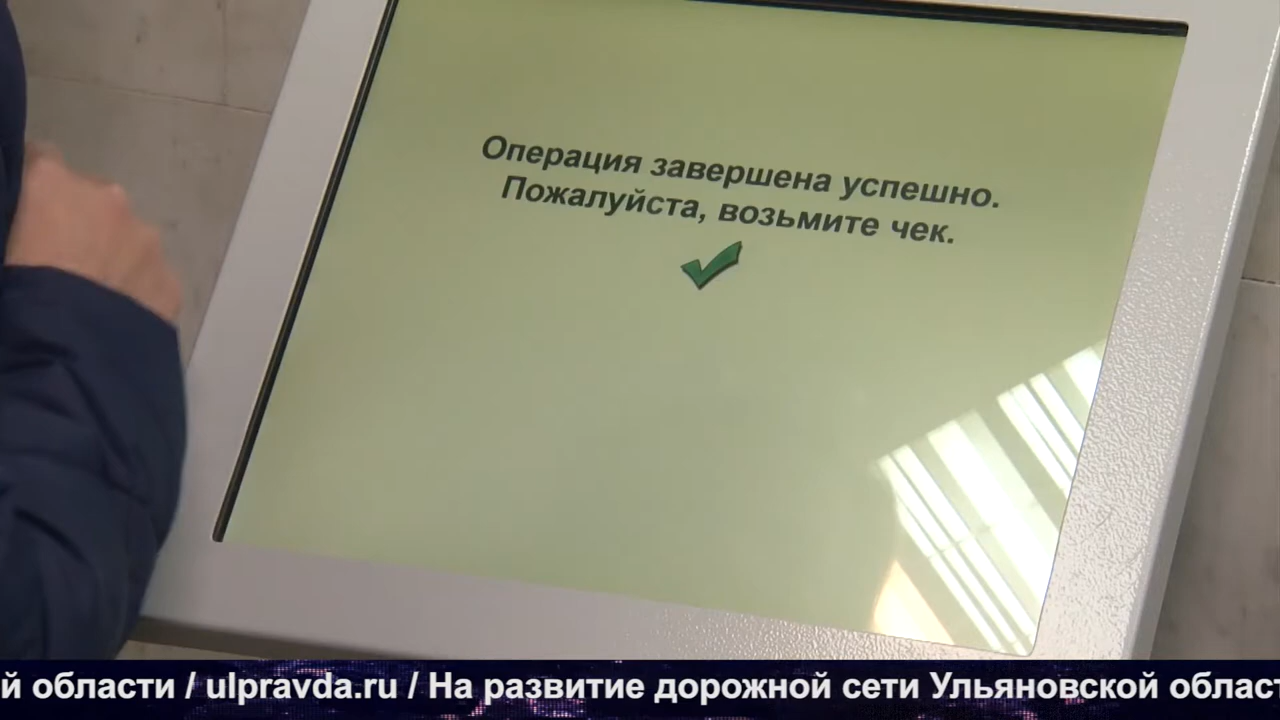 Операция завершена успешно.
Пожалуйста, возьмите чек.
й области / ulpravda.ru / На развитие дорожной сети Ульяновской област